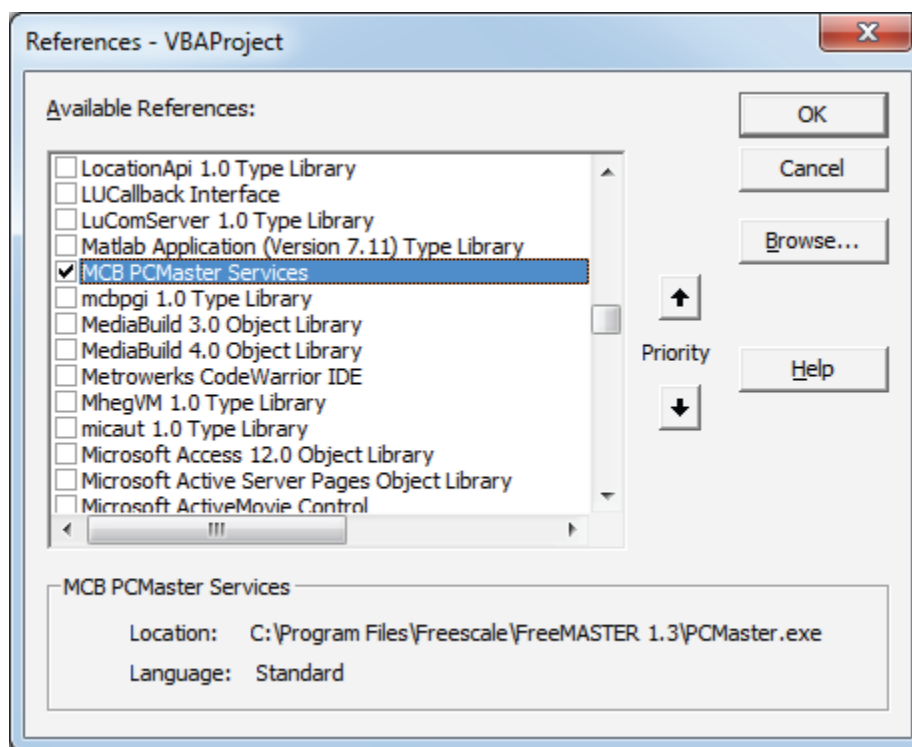 References - VBAProject
Available References:
LocationApi 1.0 Type Library
LUCallback Interface
LuComServer 1.0 Type Library
Matlab Application (Version 7.11) Type Library
MCB PCMaster Services
mcbpgi 1.0 Type Library
MediaBuild 3.0 Object Library
MediaBuild 4.0 Object Library
Metrowerks CodeWarrior IDE
MhegVM 1.0 Type Library
micaut 1.0 Type Library
Microsoft Access 12.0 Object Library
Microsoft Active Server Pages Object Library
Microsoft ActiveMovie Control
Priority
OK
Cancel
Browse...
Help
MCB PCMaster Services
Location: C:\Program Files\Freescale\FreeMASTER 1.3\PCMaster.exe
Language: Standard